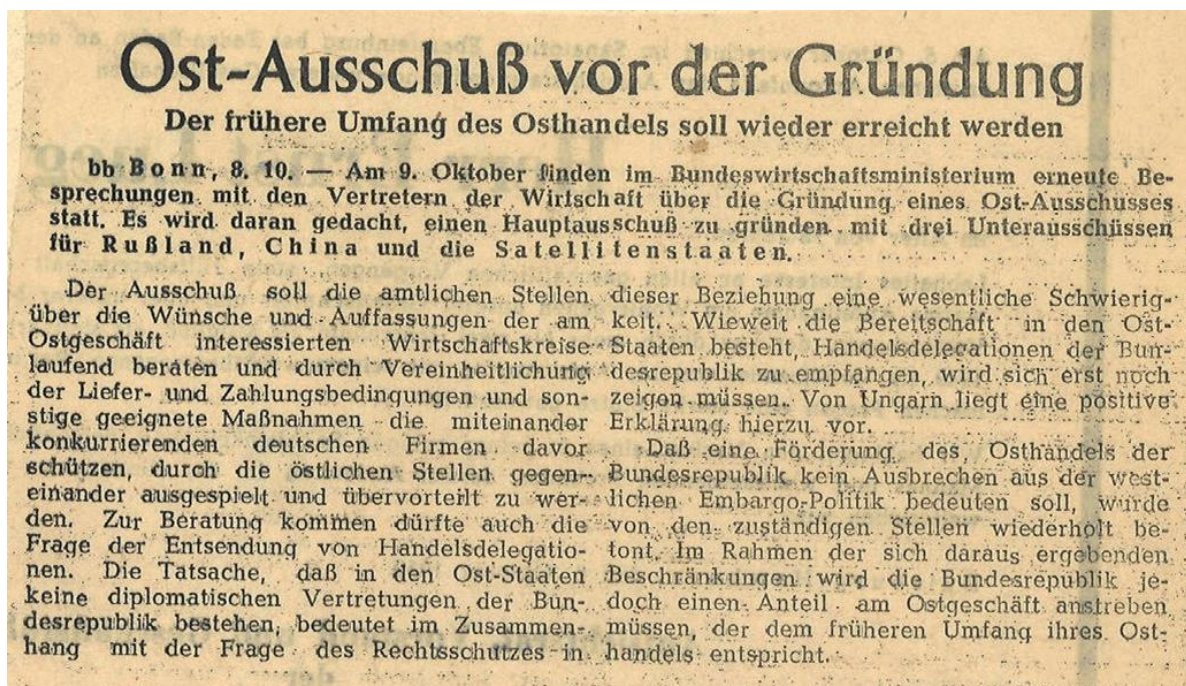 Ost-Ausschuß vor der Gründung
Der frühere Umfang des Osthandels soll wieder erreicht werden
bb Bonn, 8. 10. — Am 9. Oktober finden im Bundeswirtschaftsministerium erneute Be-
sprechungen mit den Vertretern der Wirtschaft über die Gründung eines Ost-Ausschusses
statt. Es wird daran gedacht, einen Hauptausschuß zu gründen mit drei Unterausschüssen
für Rußland, China und die Satellitenstaaten.
Der Ausschuß soll die amtlichen Stellen
über die Wünsche und Auffassungen der am
Ostgeschäft interessierten Wirtschaftskreise
laufend beraten und durch Vereinheitlichung
der Liefer- und Zahlungsbedingungen und son-
stige geeignete Maßnahmen die miteinander
konkurrierenden deutschen Firmen davor
schützen, durch die östlichen Stellen gegen-
einander ausgespielt und übervorteilt zu wer-
den. Zur Beratung kommen dürfte auch die
Frage der Entsendung von Handelsdelegatio-
nen. Die Tatsache, daß in den Ost-Staaten
keine diplomatischen Vertretungen der Bun-
desrepublik bestehen, bedeutet im Zusammen-
hang mit der Frage des Rechtsschutzes in
dieser Beziehung eine wesentliche Schwierig-
keit. Wieweit die Bereitschaft in den Ost-
Staaten besteht, Handelsdelegationen der Bun-
desrepublik zu empfangen, wird sich erst noch
zeigen müssen. Von Ungarn liegt eine positive
Erklärung hierzu vor.
Daß eine Förderung des Osthandels der
Bundesrepublik kein Ausbrechen aus der west-
lichen Embargo-Politik bedeuten soll, wurde
von den zuständigen Stellen wiederholt be-
tont. Im Rahmen der sich daraus ergebenden
Beschränkungen wird die Bundesrepublik je-
doch einen Anteil am Ostgeschäft anstreben
müssen, der dem früheren Umfang ihres Ost-
handels entspricht.